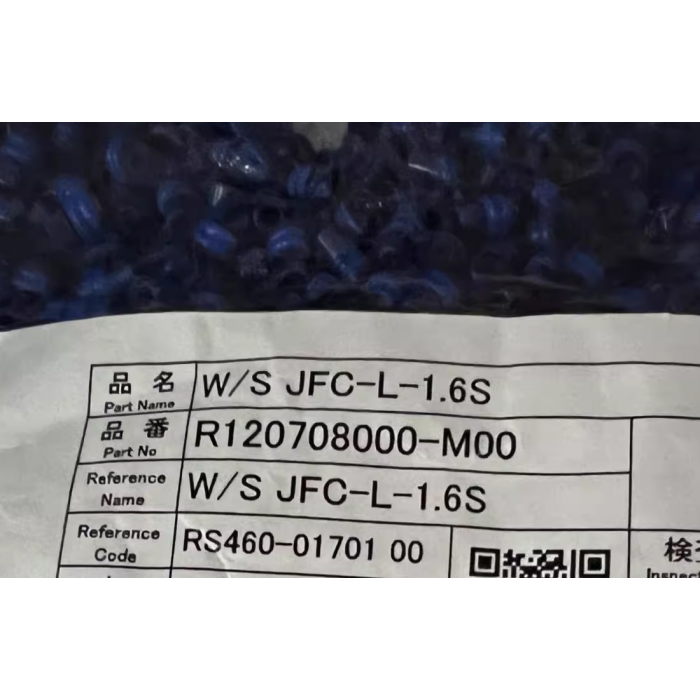 品 名 W/S JFC-L-1.6S
Part Name
品 番 R120708000-M00
Part No
Reference W/S JFC-L-1.6S
Name
Reference RS460-01701 00
Code
検